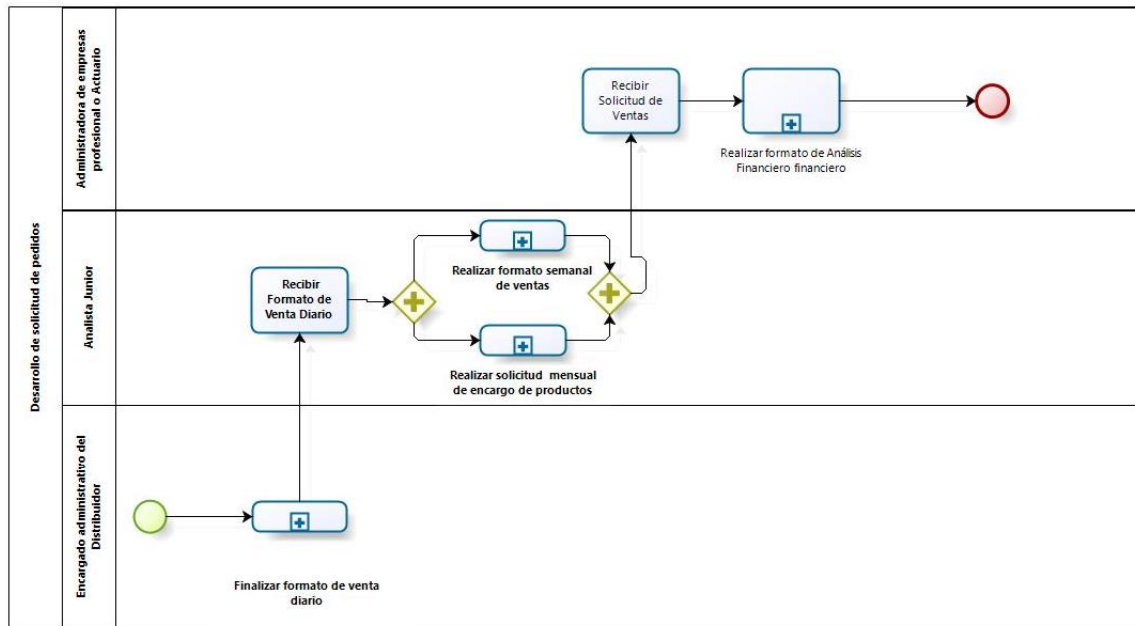 Desarrollo de solicitud de pedidos
Administradora de empresas
profesional o Actuario
Recibir
Solicitud de
Ventas
Realizar formato de Análisis
Financiero financiero
Analista Junior
Recibir
Formato de
Venta Diario
Realizar formato semanal
de ventas
Realizar solicitud mensual
de encargo de productos
Encargado administrativo del
Distribuidor
Finalizar formato de venta
diario